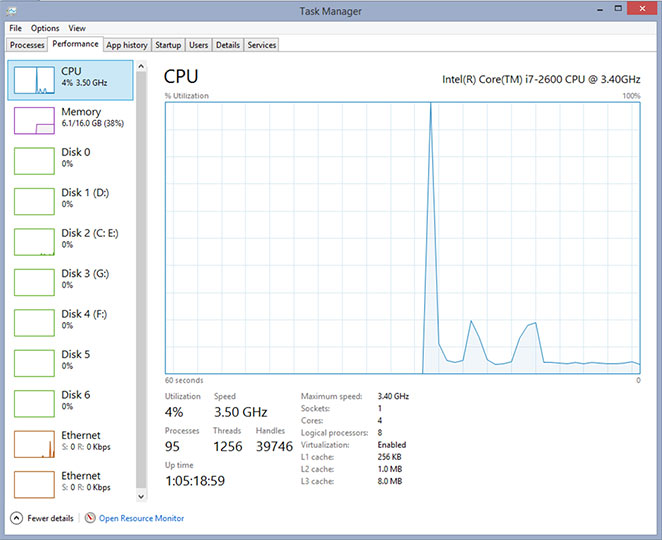 Task Manager
File Options View
Processes Performance App history Startup Users Details Services
CPU
4% 3.50 GHz
Memory
6.1/16.0 GB (38%)
Disk 0
0%
Disk 1 (D:)
0%
Disk 2 (C: E:)
0%
Disk 3 (G:)
0%
Disk 4 (F:)
0%
Disk 5
0%
Disk 6
0%
Ethernet
S: 0 R: 0 Kbps
Ethernet
S: 0 R: 0 Kbps
CPU
Intel(R) Core(TM) i7-2600 CPU @ 3.40GHz
% Utilization 100%
60 seconds 0
Utilization Speed
4% 3.50 GHz
Processes Threads Handles
95 1256 39746
Up time
1:05:18:59
Maximum speed: 3.40 GHz
Sockets: 1
Cores: 4
Logical processors: 8
Virtualization: Enabled
L1 cache: 256 KB
L2 cache: 1.0 MB
L3 cache: 8.0 MB
Fewer details Open Resource Monitor